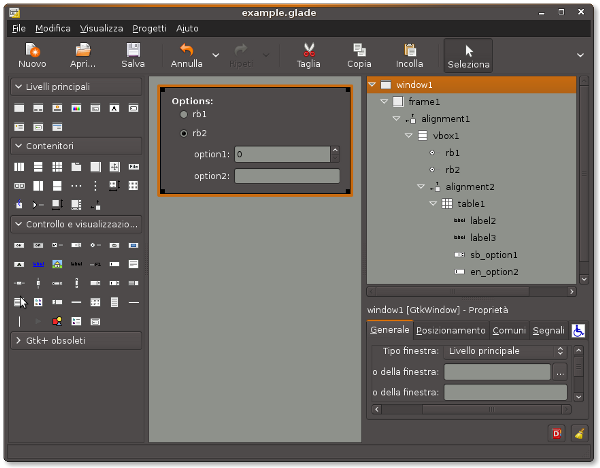 example.glade
File Modifica Visualizza Progetti Aiuto
Nuovo Apri... Salva Annulla Ripeti Taglia Copia Incolla Seleziona
Livelli principali
Contenitori
Controllo e visualizzazio...
Gtk+ obsoleti
Options:
rb1
rb2
option1: 0
option2:
window1
frame1
alignment1
vbox1
rb1
rb2
alignment2
table1
label2
label3
sb_option1
en_option2
window1 [GtkWindow] - Proprietà
Generale Posizionamento Comuni Segnali
Tipo finestra: Livello principale
o della finestra: ...
o della finestra: